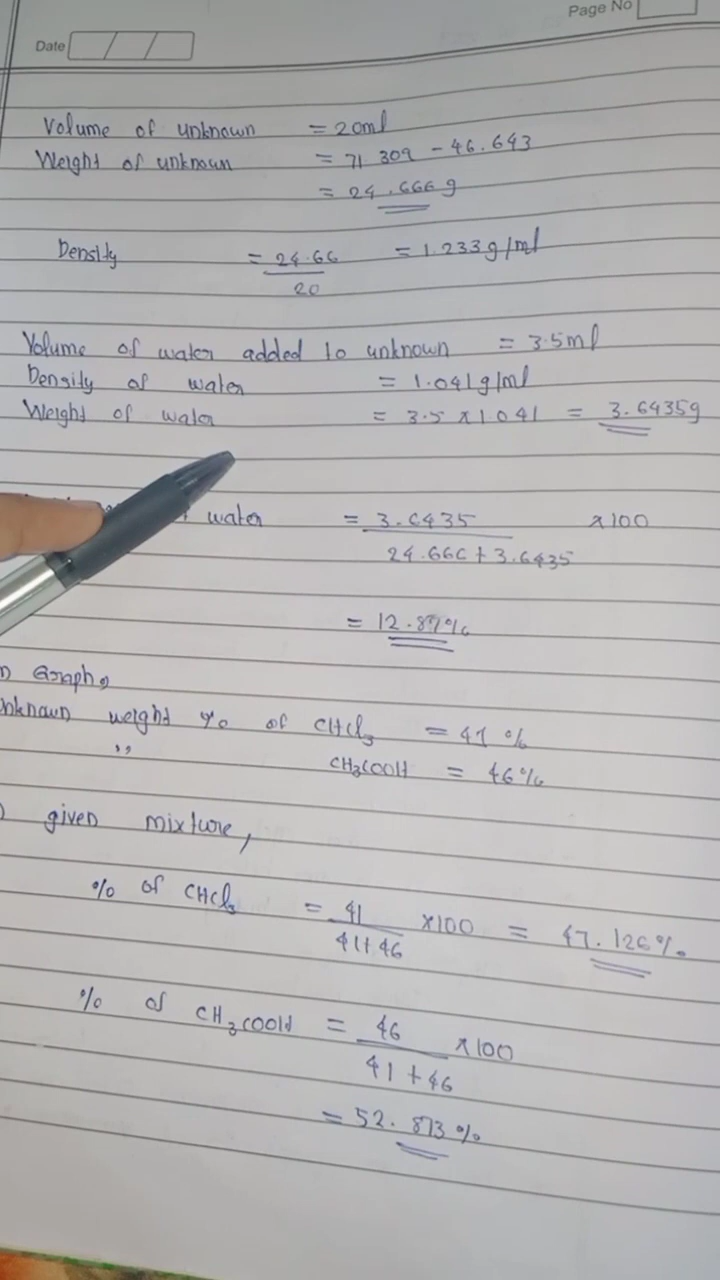 Page No
Date
Volume of unknown = 20ml
Weight of unknown = 71.309 - 46.643
= 24.666 g
Density = 24.66 / 20 = 1.233g/ml
Volume of water added to unknown = 3.5ml
Density of water = 1.041g/ml
Weight of water = 3.5 x 1.041 = 3.6435g
water = 3.6435 / 24.666 + 3.6435 x100
= 12.87%
Graph,
unknown weight % of CHCl3 = 41 %
,, CH3COOH = 46%
given mixture,
% of CHCl3 = 41 / 41+46 x100 = 47.126%
% of CH3COOH = 46 / 41 + 46 x100
= 52.873 %